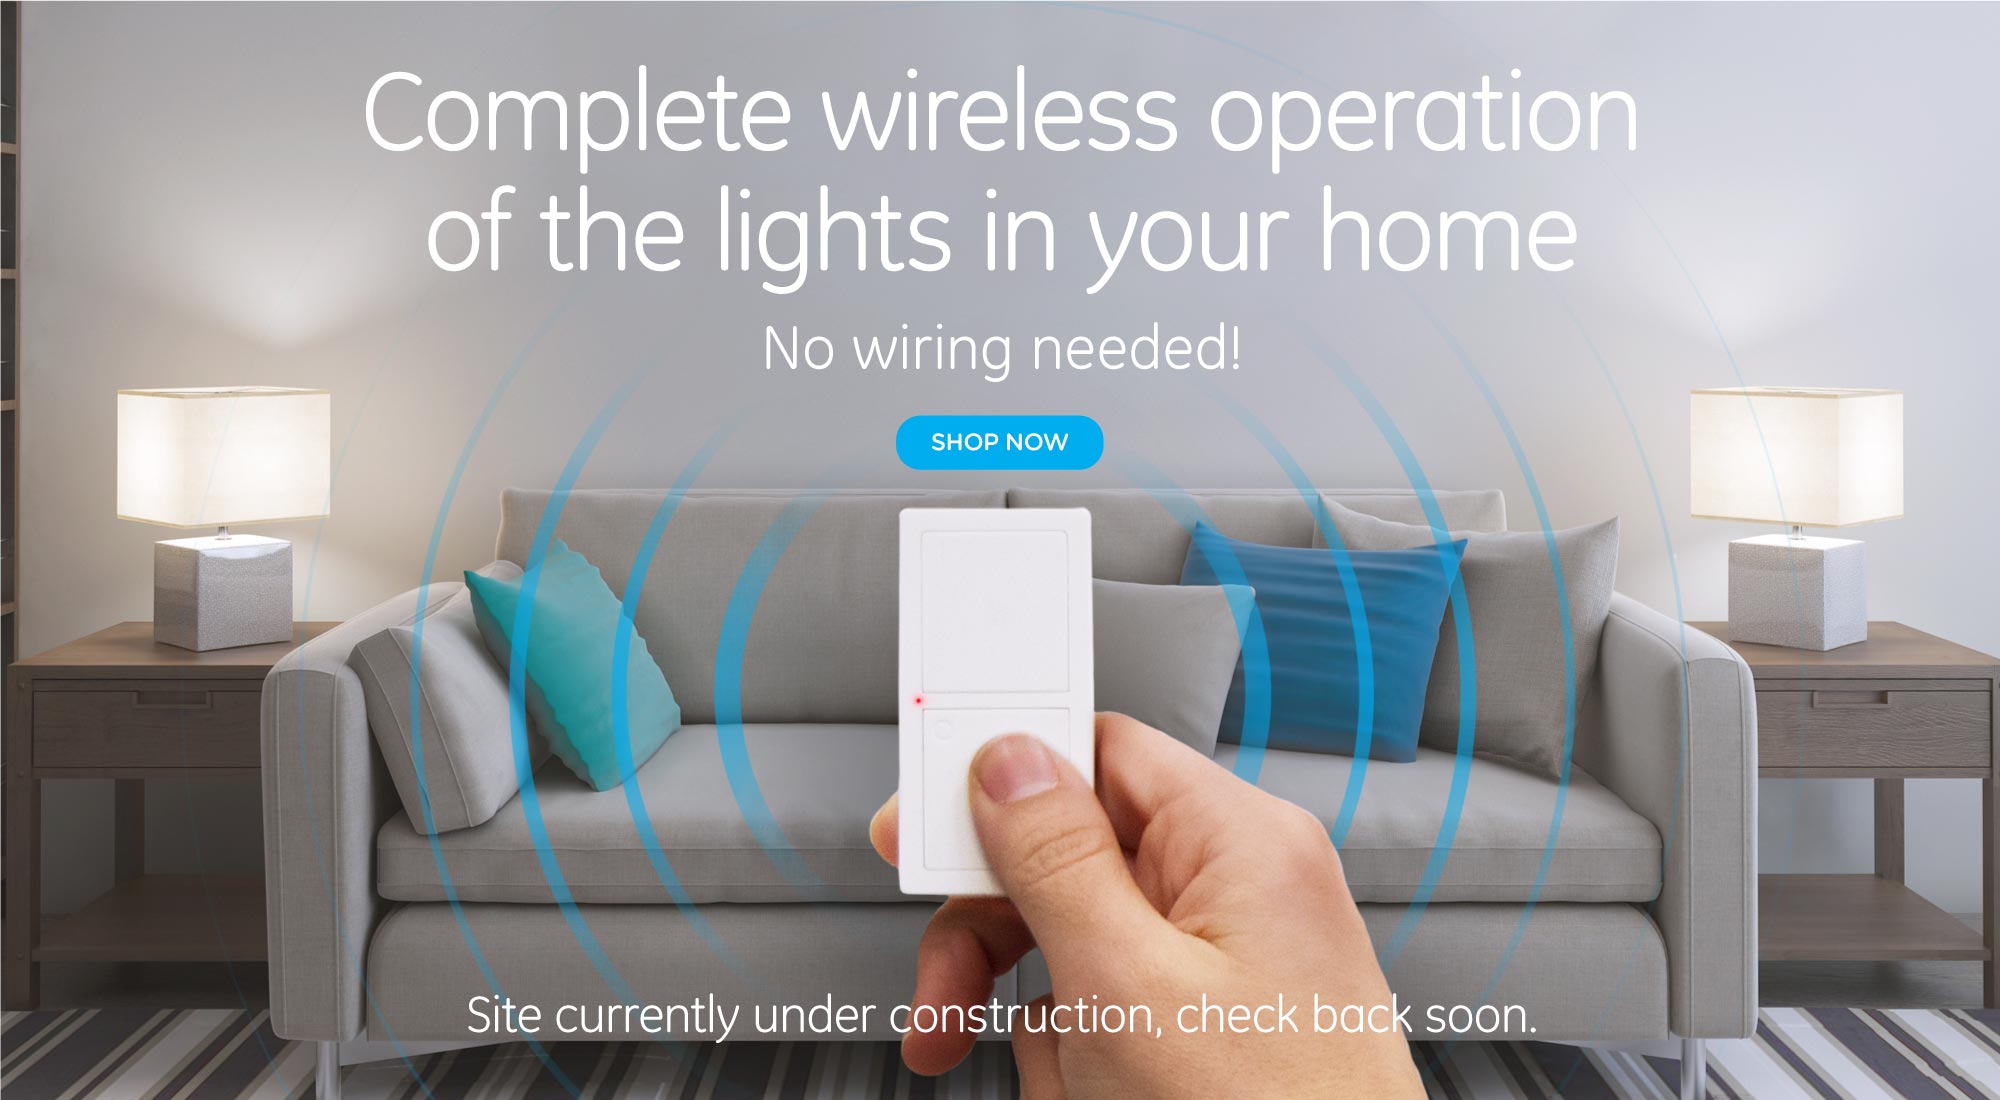 Complete wireless operation
of the lights in your home
No wiring needed!
SHOP NOW
Site currently under construction, check back soon.